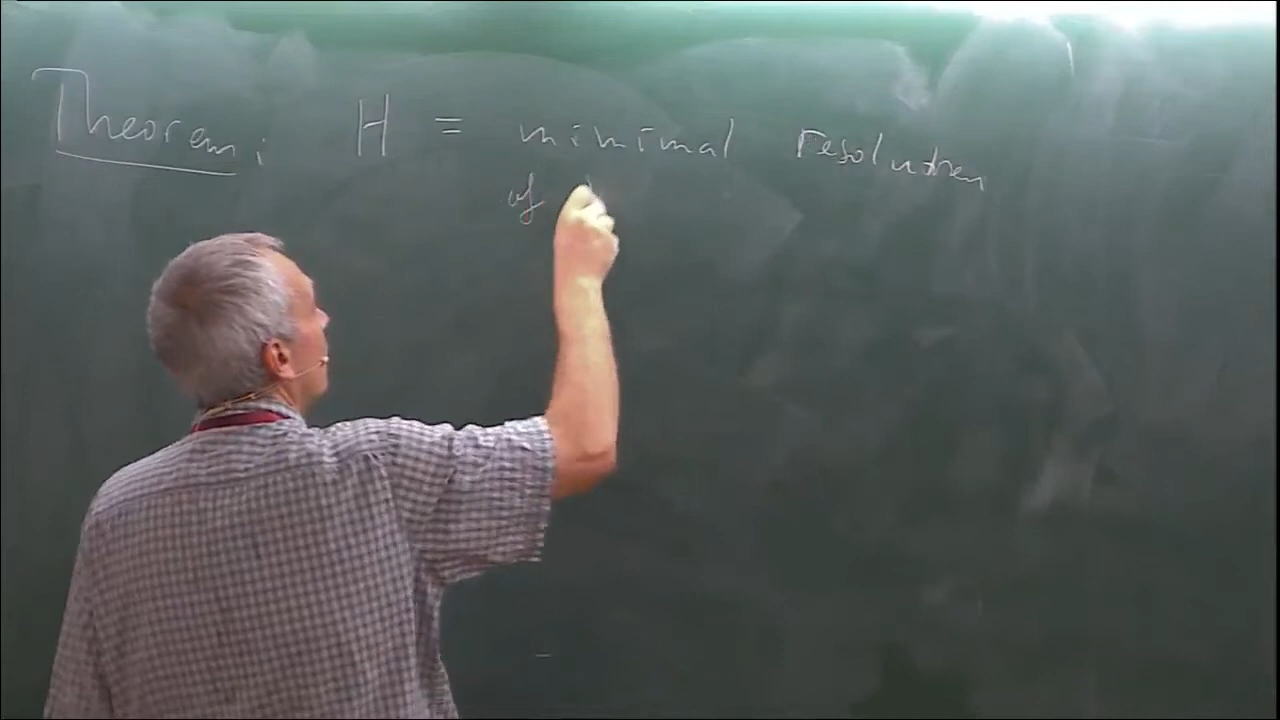 Theorem: H = minimal resolution
of